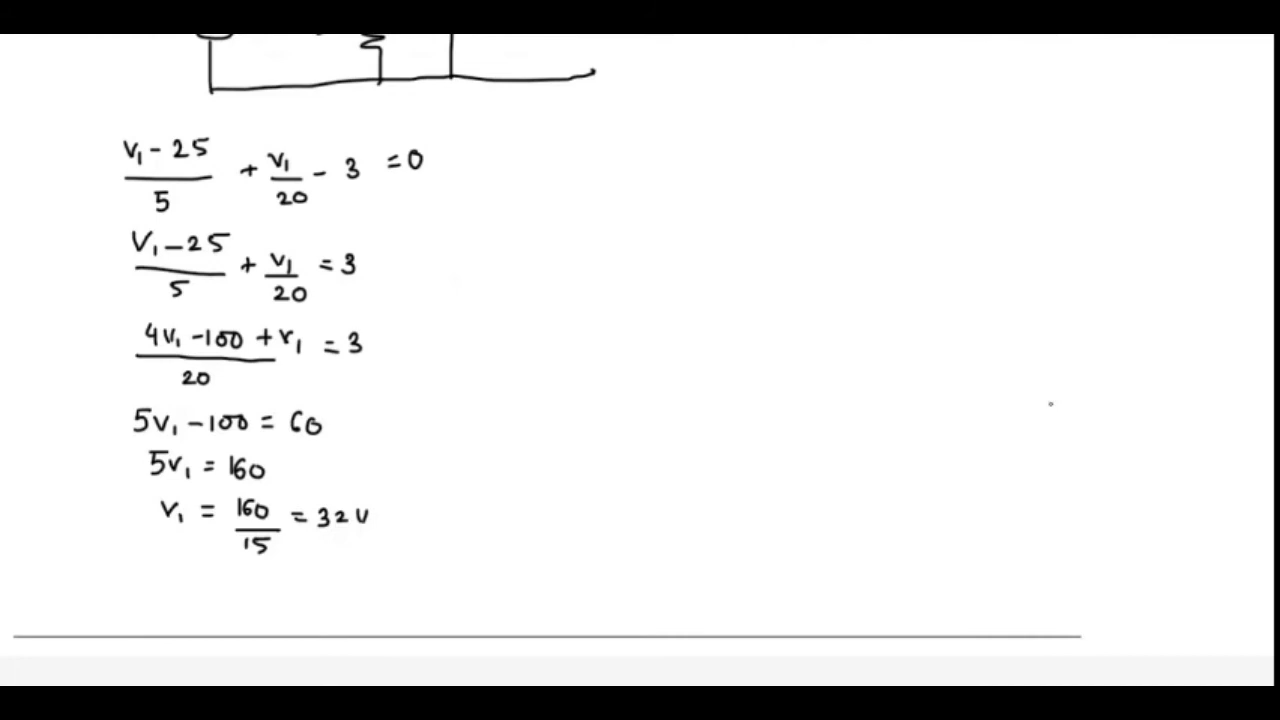 v₁ - 25 / 5 + v₁ / 20 - 3 = 0
V₁ - 25 / 5 + v₁ / 20 = 3
4v₁ - 100 + v₁ / 20 = 3
5v₁ - 100 = 60
5v₁ = 160
v₁ = 160 / 15 = 32 V